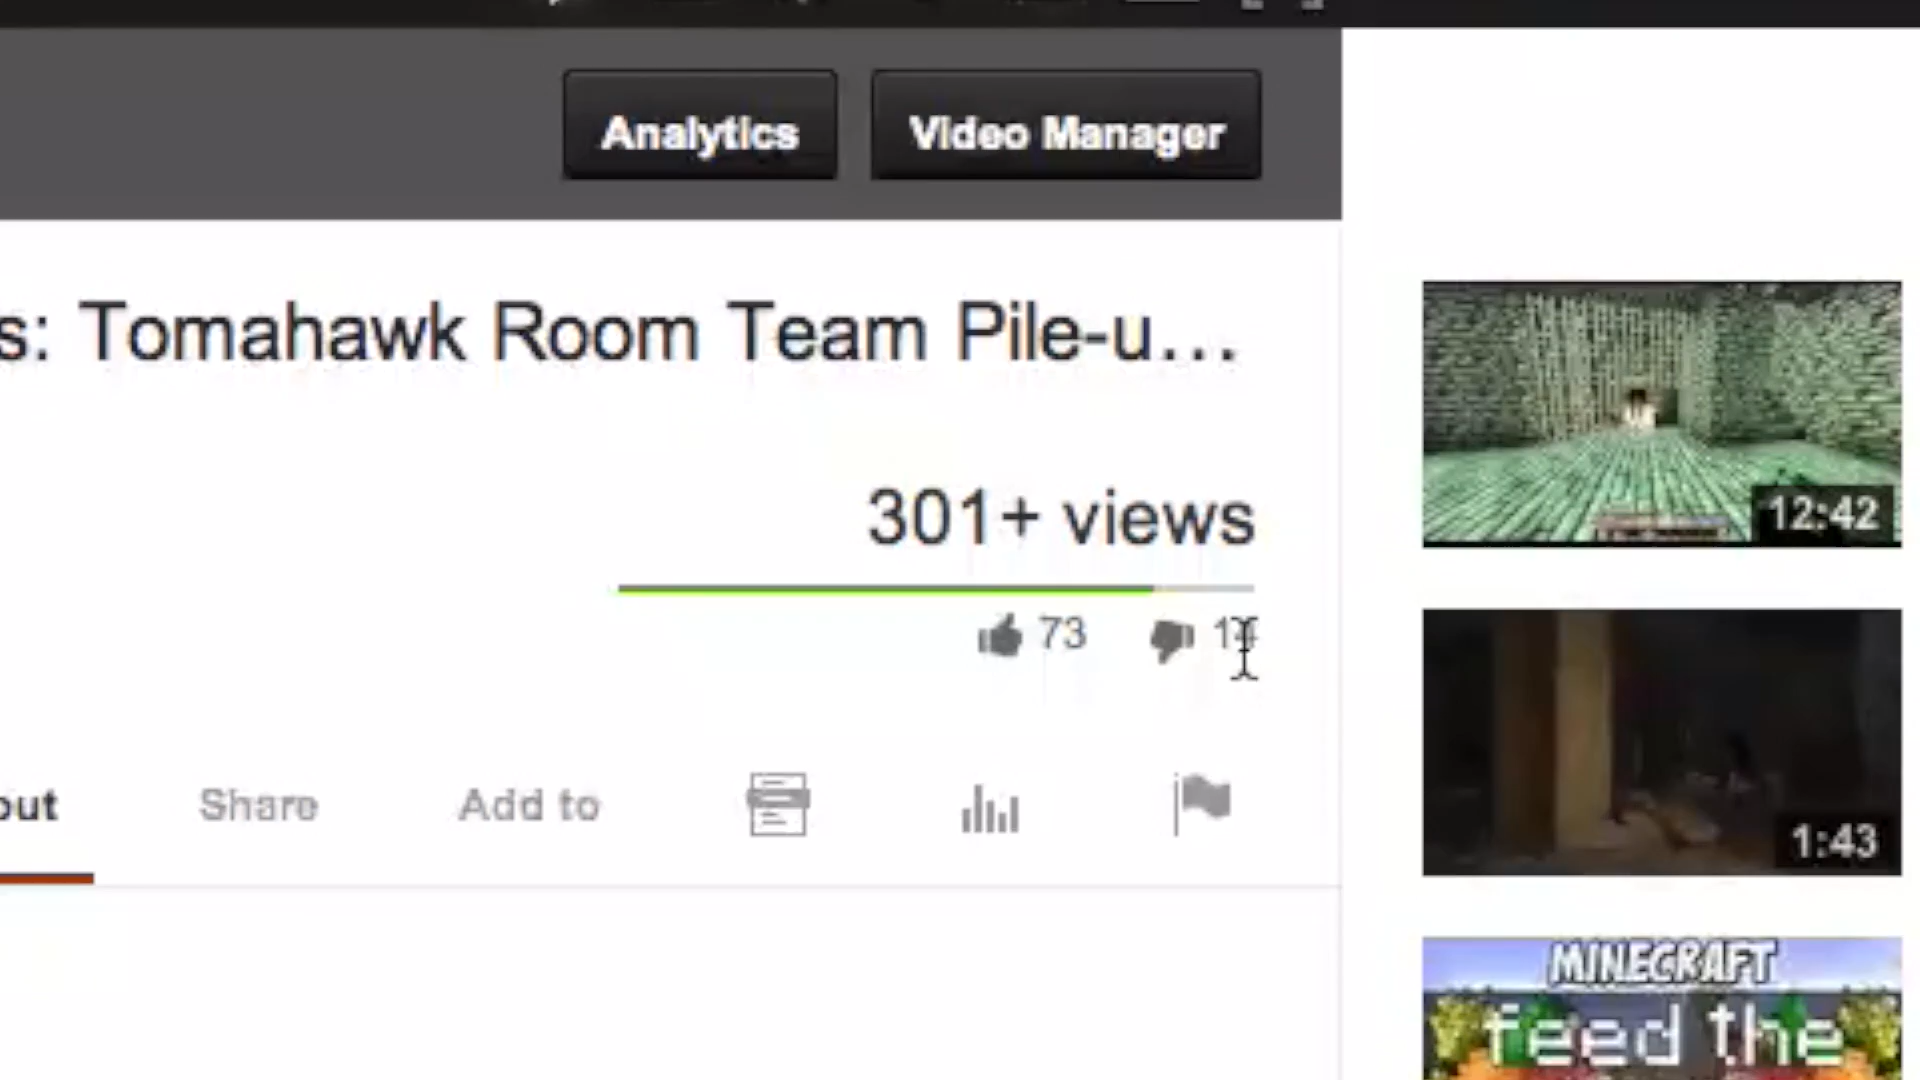 Analytics
Video Manager
s: Tomahawk Room Team Pile-u...
301+ views
73
out
Share
Add to
12:42
1:43
MINECRAFT
feed the